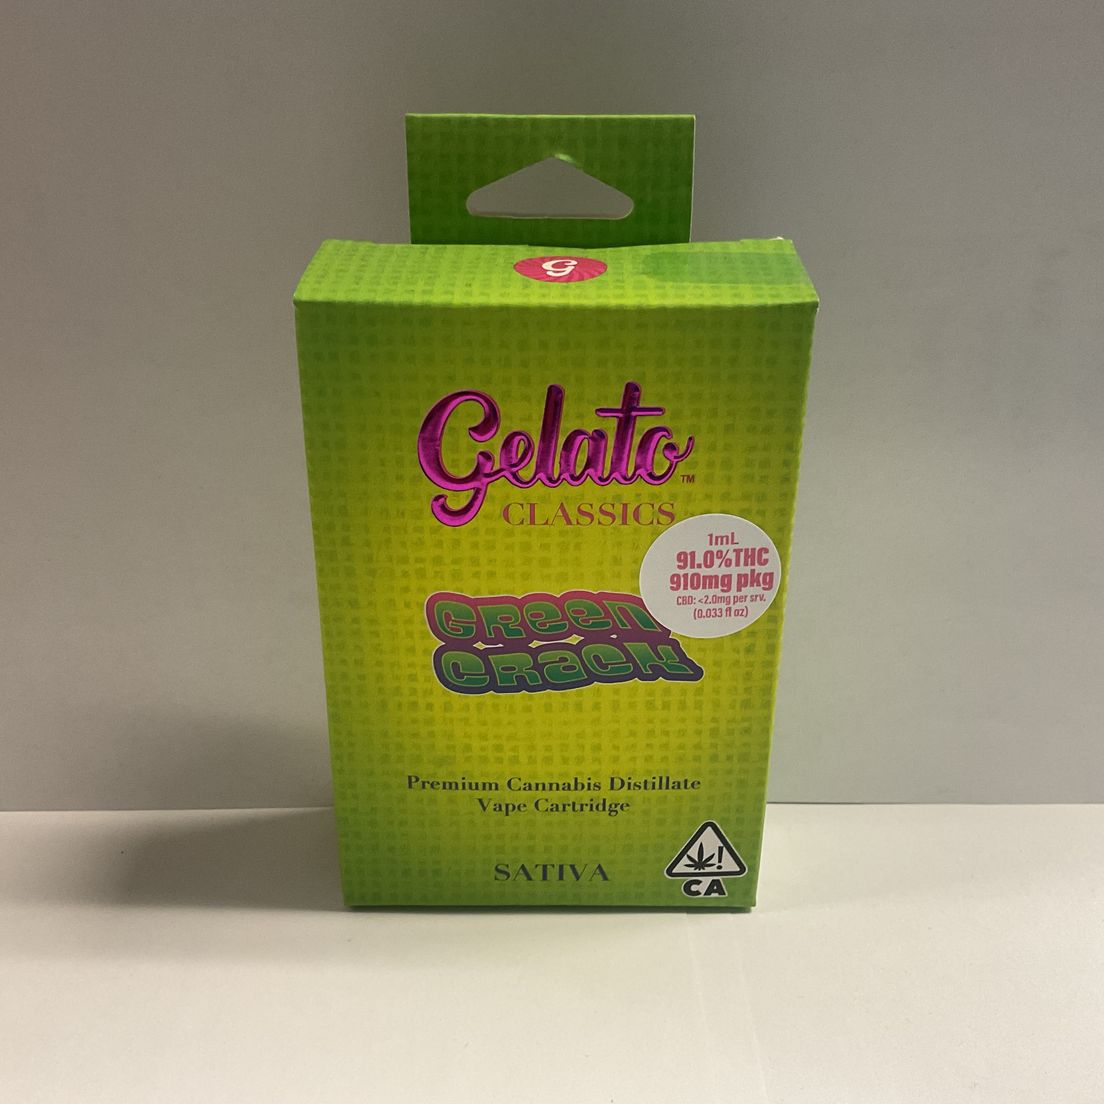 G
Gelato™
CLASSICS
1mL
91.0%THC
910mg pkg
CBD: <2.0mg per srv.
(0.033 fl oz)
GREEN
CRACK
Premium Cannabis Distillate
Vape Cartridge
SATIVA
!
CA